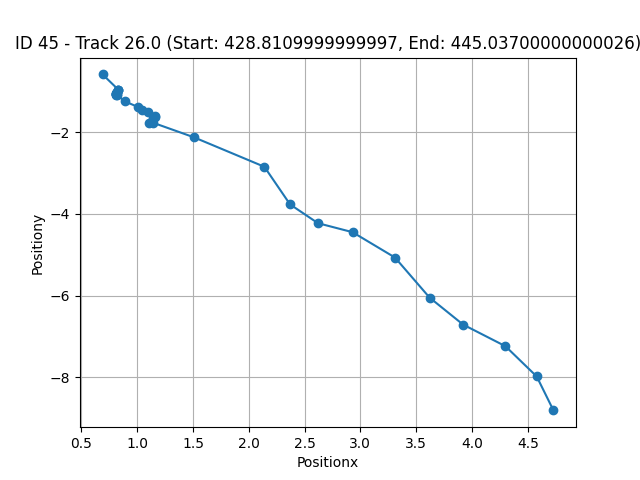 ID 45 - Track 26.0 (Start: 428.8109999999997, End: 445.03700000000026)
Positiony
−2
−4
−6
−8
0.5 1.0 1.5 2.0 2.5 3.0 3.5 4.0 4.5
Positionx